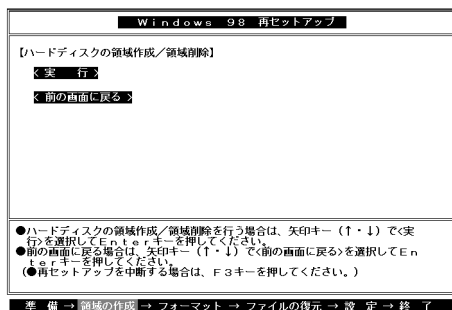 Windows 98 再セットアップ
【ハードディスクの領域作成/領域削除】
<実 行>
<前の画面に戻る>
●ハードディスクの領域作成/領域削除を行う場合は、矢印キー(↑・↓)で<実
行>を選択してEnterキーを押してください。
●前の画面に戻る場合は、矢印キー(↑・↓)で<前の画面に戻る>を選択してEn
terキーを押してください。
(●再セットアップを中断する場合は、F3キーを押してください。)
準 備 → 領域の作成 → フォーマット → ファイルの復元 → 設 定 → 終 了